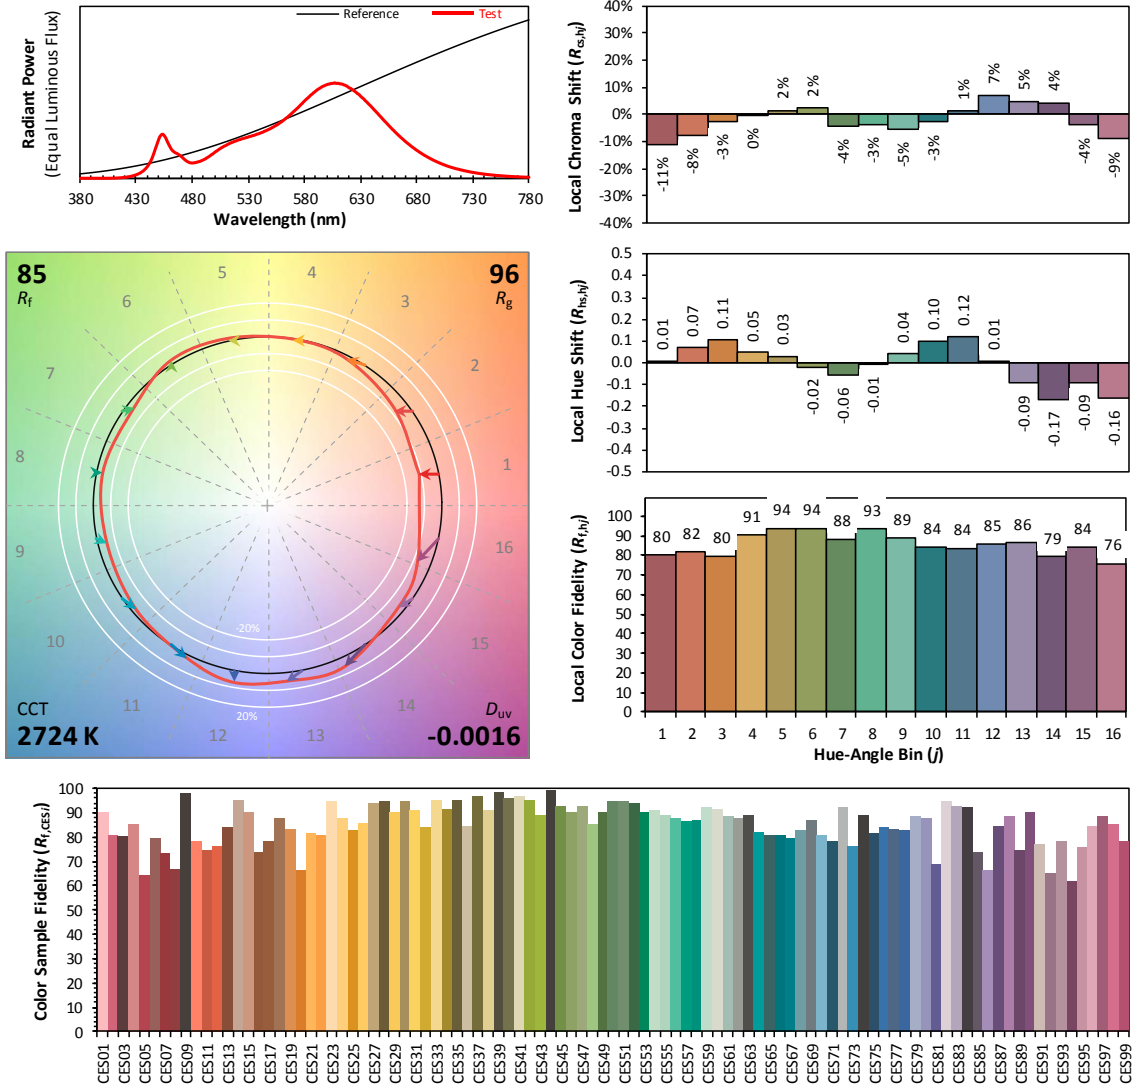 Reference
Test
Radiant Power
(Equal Luminous Flux)
380 430 480 530 580 630 680 730 780
Wavelength (nm)
Local Chroma Shift (Rcs,hj)
40%
30%
20%
10%
0%
-10%
-20%
-30%
-40%
-11% -8% -3% 0% 2% 2% -4% -3% -5% -3% 1% 7% 5% 4% -4% -9%
85
Rf
96
Rg
5 4
6 3
7 2
8 1
9 16
10 15
11 14
12 13
-20%
20%
CCT
2724 K
Duv
-0.0016
Local Hue Shift (Rhs,hj)
0.5
0.4
0.3
0.2
0.1
0.0
-0.1
-0.2
-0.3
-0.4
-0.5
0.01 0.07 0.11 0.05 0.03 -0.02 -0.06 -0.01 0.04 0.10 0.12 0.01 -0.09 -0.17 -0.09 -0.16
Local Color Fidelity (Rf,hj)
100
90
80
70
60
50
40
30
20
10
0
80 82 80 91 94 94 88 93 89 84 84 85 86 79 84 76
1 2 3 4 5 6 7 8 9 10 11 12 13 14 15 16
Hue-Angle Bin (j)
Color Sample Fidelity (Rf,CESi)
100
90
80
70
60
50
40
30
20
10
0
CES01 CES03 CES05 CES07 CES09 CES11 CES13 CES15 CES17 CES19 CES21 CES23 CES25 CES27 CES29 CES31 CES33 CES35 CES37 CES39 CES41 CES43 CES45 CES47 CES49 CES51 CES53 CES55 CES57 CES59 CES61 CES63 CES65 CES67 CES69 CES71 CES73 CES75 CES77 CES79 CES81 CES83 CES85 CES87 CES89 CES91 CES93 CES95 CES97 CES99